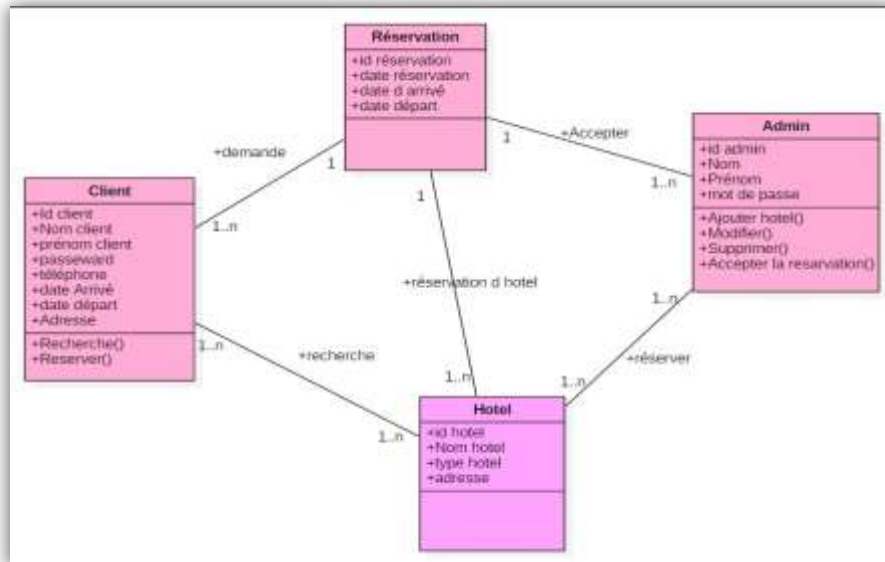 Réservation
+id réservation
+date réservation
+date d arrivé
+date départ
Admin
+id admin
+Nom
+Prénom
+mot de passe
+Ajouter hotel()
+Modifier()
+Supprimer()
+Accepter la resarvation()
+Accepter
1
1..n
+demande
1
1..n
1
Client
+Id client
+Nom client
+prénom client
+passeward
+téléphone
+date Arrivé
+date départ
+Adresse
+Recherche()
+Reserver()
+réservation d hotel
1..n
1..n
+recherche
+réserver
1..n
1..n
1..n
Hotel
+id hotel
+Nom hotel
+type hotel
+adresse